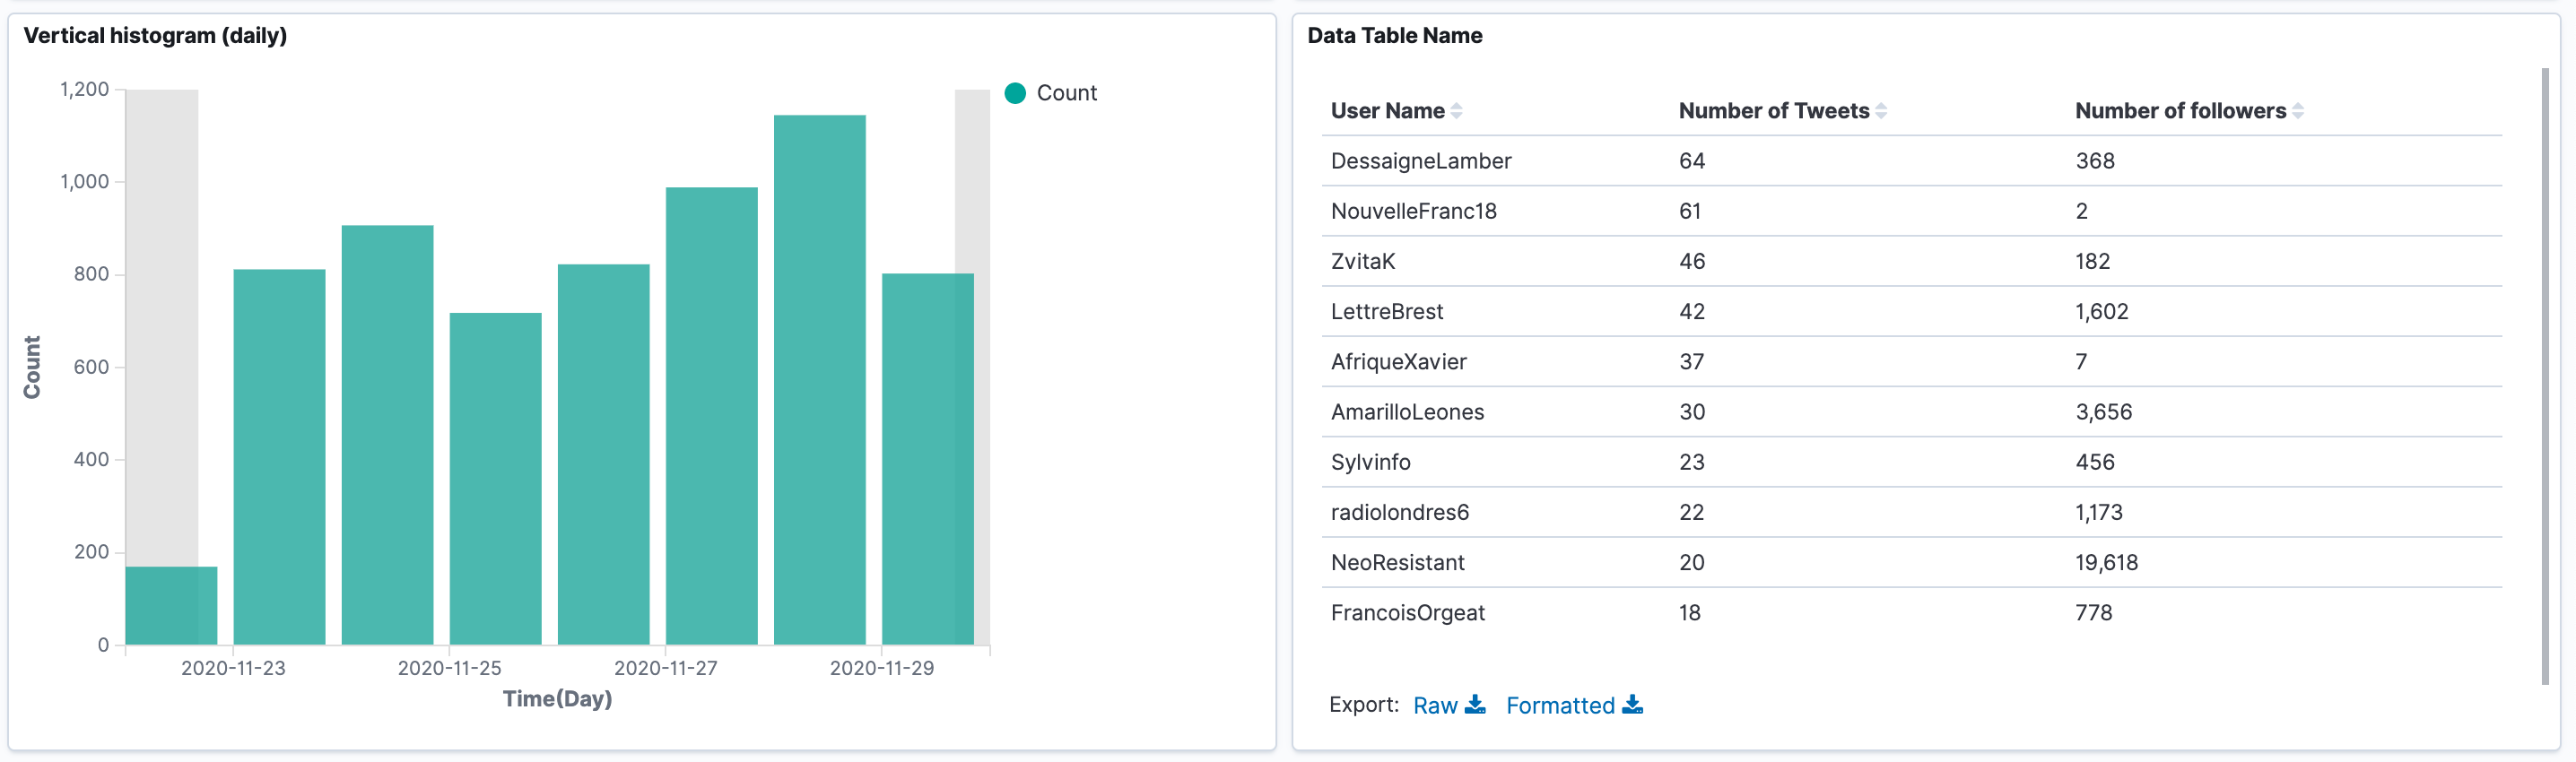 Vertical histogram (daily)
Count
1,200
1,000
800
600
400
200
0
Count
2020-11-23 2020-11-25 2020-11-27 2020-11-29
Time(Day)
Data Table Name
User Name Number of Tweets Number of followers
DessaigneLamber 64 368
NouvelleFranc18 61 2
ZvitaK 46 182
LettreBrest 42 1,602
AfriqueXavier 37 7
AmarilloLeones 30 3,656
Sylvinfo 23 456
radiolondres6 22 1,173
NeoResistant 20 19,618
FrancoisOrgeat 18 778
Export: Raw Formatted